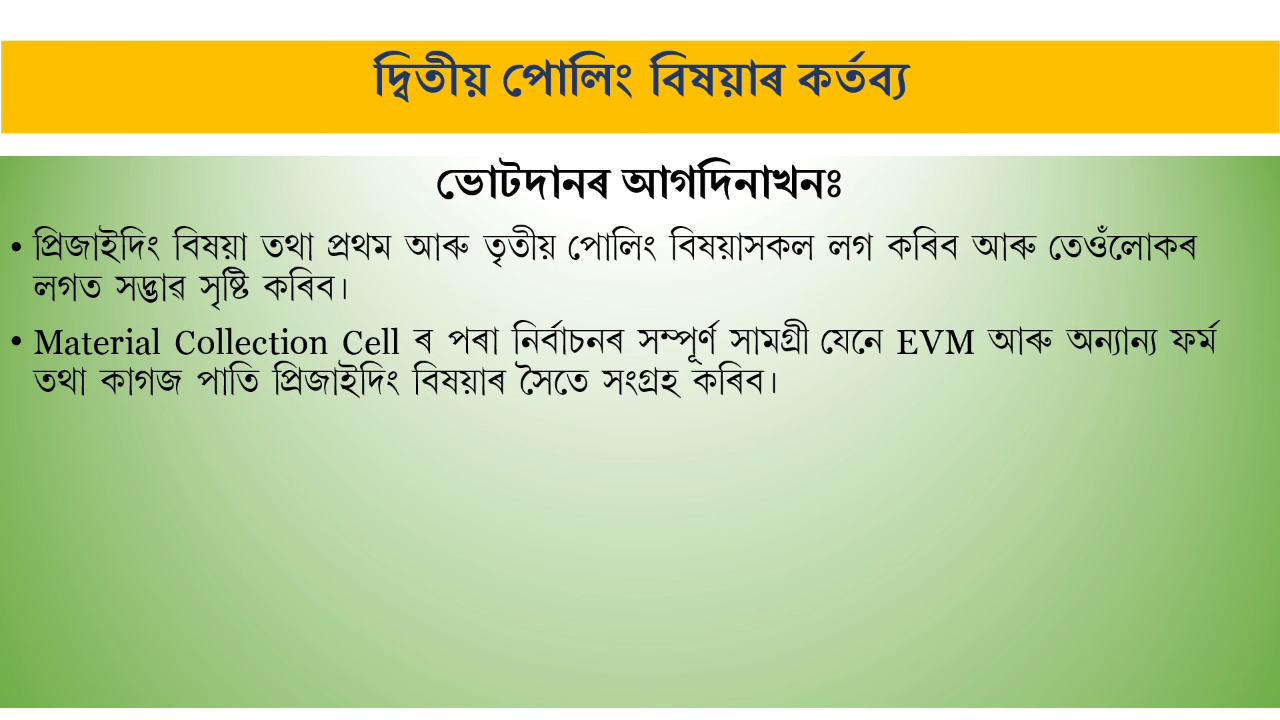 দ্বিতীয় পোলিং বিষয়াৰ কৰ্তব্য
ভোটদানৰ আগদিনাখনঃ
• প্ৰিজাইদিং বিষয়া তথা প্ৰথম আৰু তৃতীয় পোলিং বিষয়াসকল লগ কৰিব আৰু তেওঁলোকৰ
লগত সদ্ভাৱ সৃষ্টি কৰিব।
• Material Collection Cell ৰ পৰা নিৰ্বাচনৰ সম্পূৰ্ণ সামগ্ৰী যেনে EVM আৰু অন্যান্য ফৰ্ম
তথা কাগজ পাতি প্ৰিজাইদিং বিষয়াৰ সৈতে সংগ্ৰহ কৰিব।